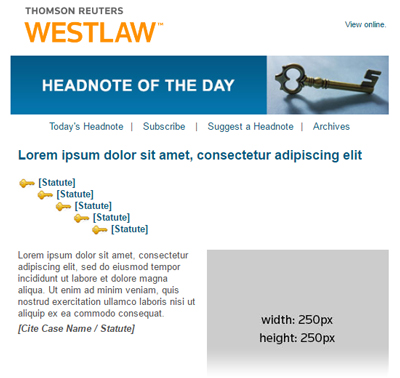 THOMSON REUTERS
WESTLAW™
View online.
HEADNOTE OF THE DAY
Today's Headnote | Subscribe | Suggest a Headnote | Archives
Lorem ipsum dolor sit amet, consectetur adipiscing elit
[Statute]
[Statute]
[Statute]
[Statute]
[Statute]
Lorem ipsum dolor sit amet, consectetur
adipiscing elit, sed do eiusmod tempor
incididunt ut labore et dolore magna
aliqua. Ut enim ad minim veniam, quis
nostrud exercitation ullamco laboris nisi ut
aliquip ex ea commodo consequat.
[Cite Case Name / Statute]
width: 250px
height: 250px